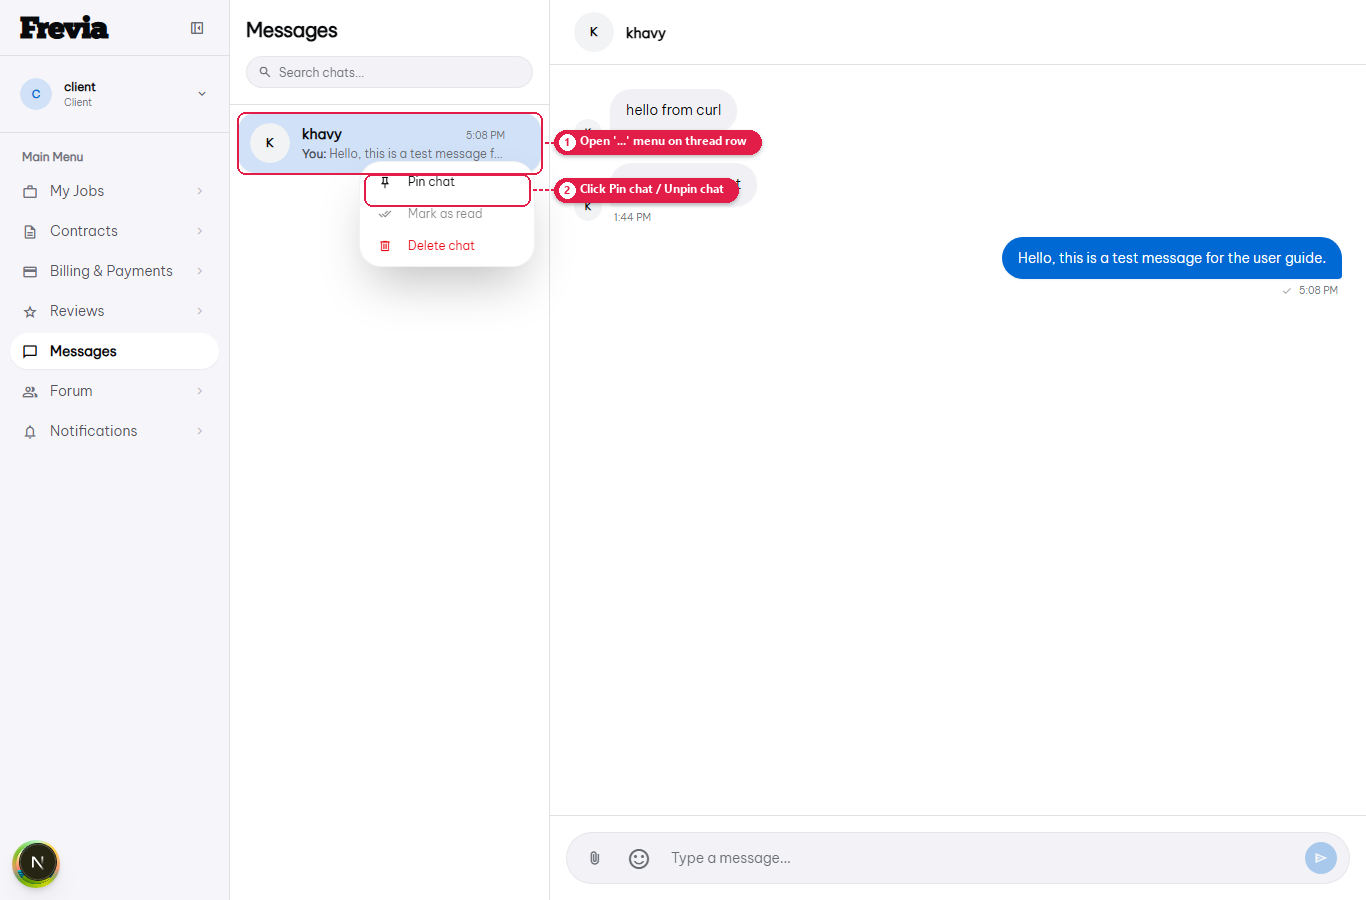 Frevia
C
client
Client
Main Menu
My Jobs
Contracts
Billing & Payments
Reviews
Messages
Forum
Notifications
N
Messages
Search chats...
K
khavy
5:08 PM
You: Hello, this is a test message f...
Pin chat
Mark as read
Delete chat
K
khavy
hello from curl
1 Open '...' menu on thread row
2 Click Pin chat / Unpin chat
K
1:44 PM
Hello, this is a test message for the user guide.
5:08 PM
Type a message...